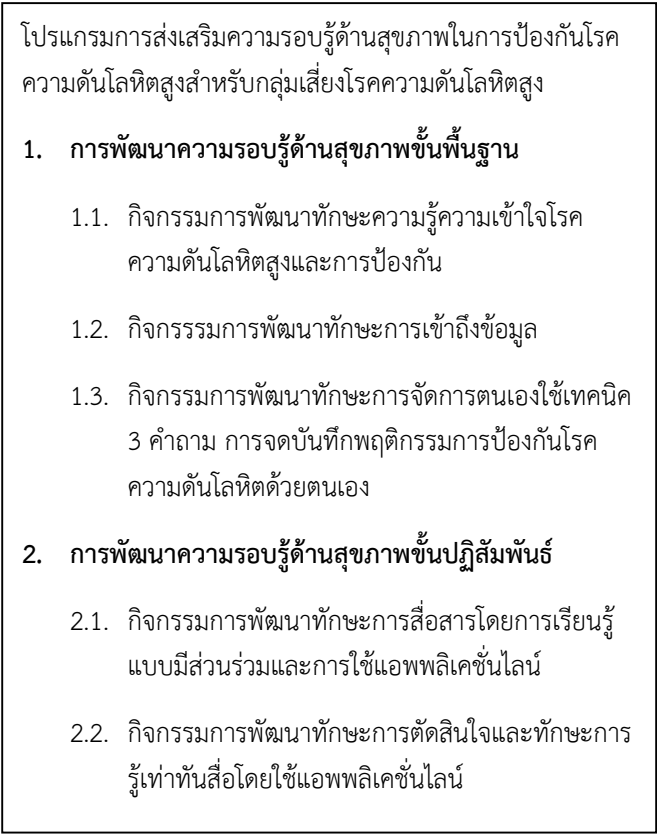 โปรแกรมการส่งเสริมความรอบรู้ด้านสุขภาพในการป้องกันโรค
ความดันโลหิตสูงสำหรับกลุ่มเสี่ยงโรคความดันโลหิตสูง
1. การพัฒนาความรอบรู้ด้านสุขภาพขั้นพื้นฐาน
1.1. กิจกรรมการพัฒนาทักษะความรู้ความเข้าใจโรค
ความดันโลหิตสูงและการป้องกัน
1.2. กิจกรรรมการพัฒนาทักษะการเข้าถึงข้อมูล
1.3. กิจกรรมการพัฒนาทักษะการจัดการตนเองใช้เทคนิค
3 คำถาม การจดบันทึกพฤติกรรมการป้องกันโรค
ความดันโลหิตด้วยตนเอง
2. การพัฒนาความรอบรู้ด้านสุขภาพขั้นปฏิสัมพันธ์
2.1. กิจกรรมการพัฒนาทักษะการสื่อสารโดยการเรียนรู้
แบบมีส่วนร่วมและการใช้แอพพลิเคชั่นไลน์
2.2. กิจกรรมการพัฒนาทักษะการตัดสินใจและทักษะการ
รู้เท่าทันสื่อโดยใช้แอพพลิเคชั่นไลน์